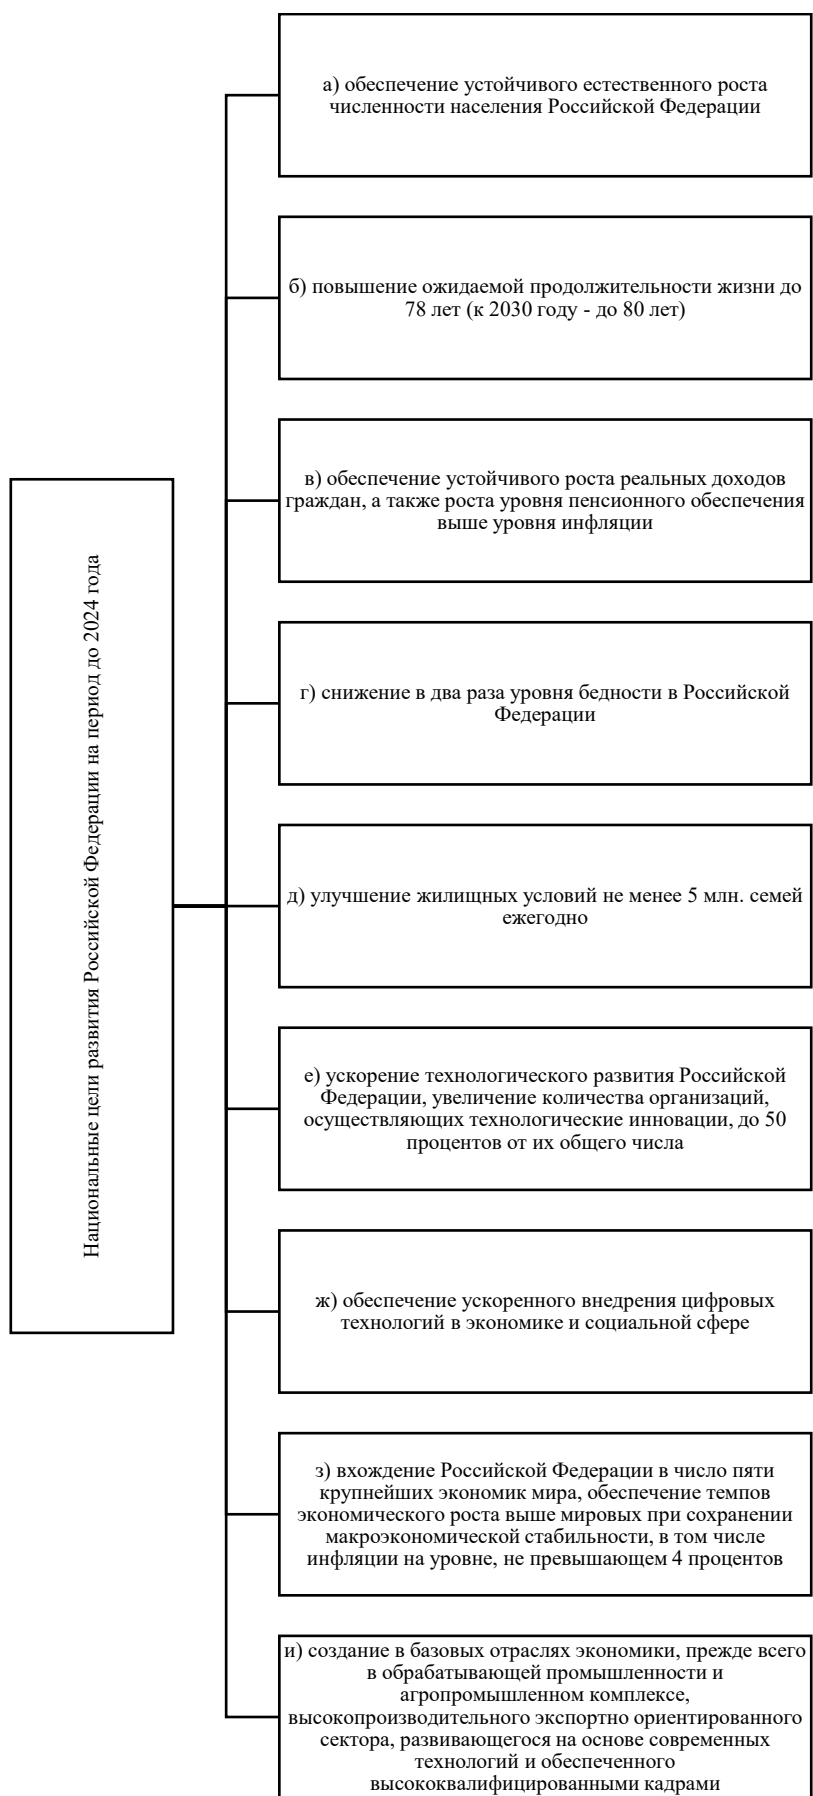 Национальные цели развития Российской Федерации на период до 2024 года
а) обеспечение устойчивого естественного роста
численности населения Российской Федерации
б) повышение ожидаемой продолжительности жизни до
78 лет (к 2030 году - до 80 лет)
в) обеспечение устойчивого роста реальных доходов
граждан, а также роста уровня пенсионного обеспечения
выше уровня инфляции
г) снижение в два раза уровня бедности в Российской
Федерации
д) улучшение жилищных условий не менее 5 млн. семей
ежегодно
е) ускорение технологического развития Российской
Федерации, увеличение количества организаций,
осуществляющих технологические инновации, до 50
процентов от их общего числа
ж) обеспечение ускоренного внедрения цифровых
технологий в экономике и социальной сфере
з) вхождение Российской Федерации в число пяти
крупнейших экономик мира, обеспечение темпов
экономического роста выше мировых при сохранении
макроэкономической стабильности, в том числе
инфляции на уровне, не превышающем 4 процентов
и) создание в базовых отраслях экономики, прежде всего
в обрабатывающей промышленности и
агропромышленном комплексе,
высокопроизводительного экспортно ориентированного
сектора, развивающегося на основе современных
технологий и обеспеченного
высококвалифицированными кадрами